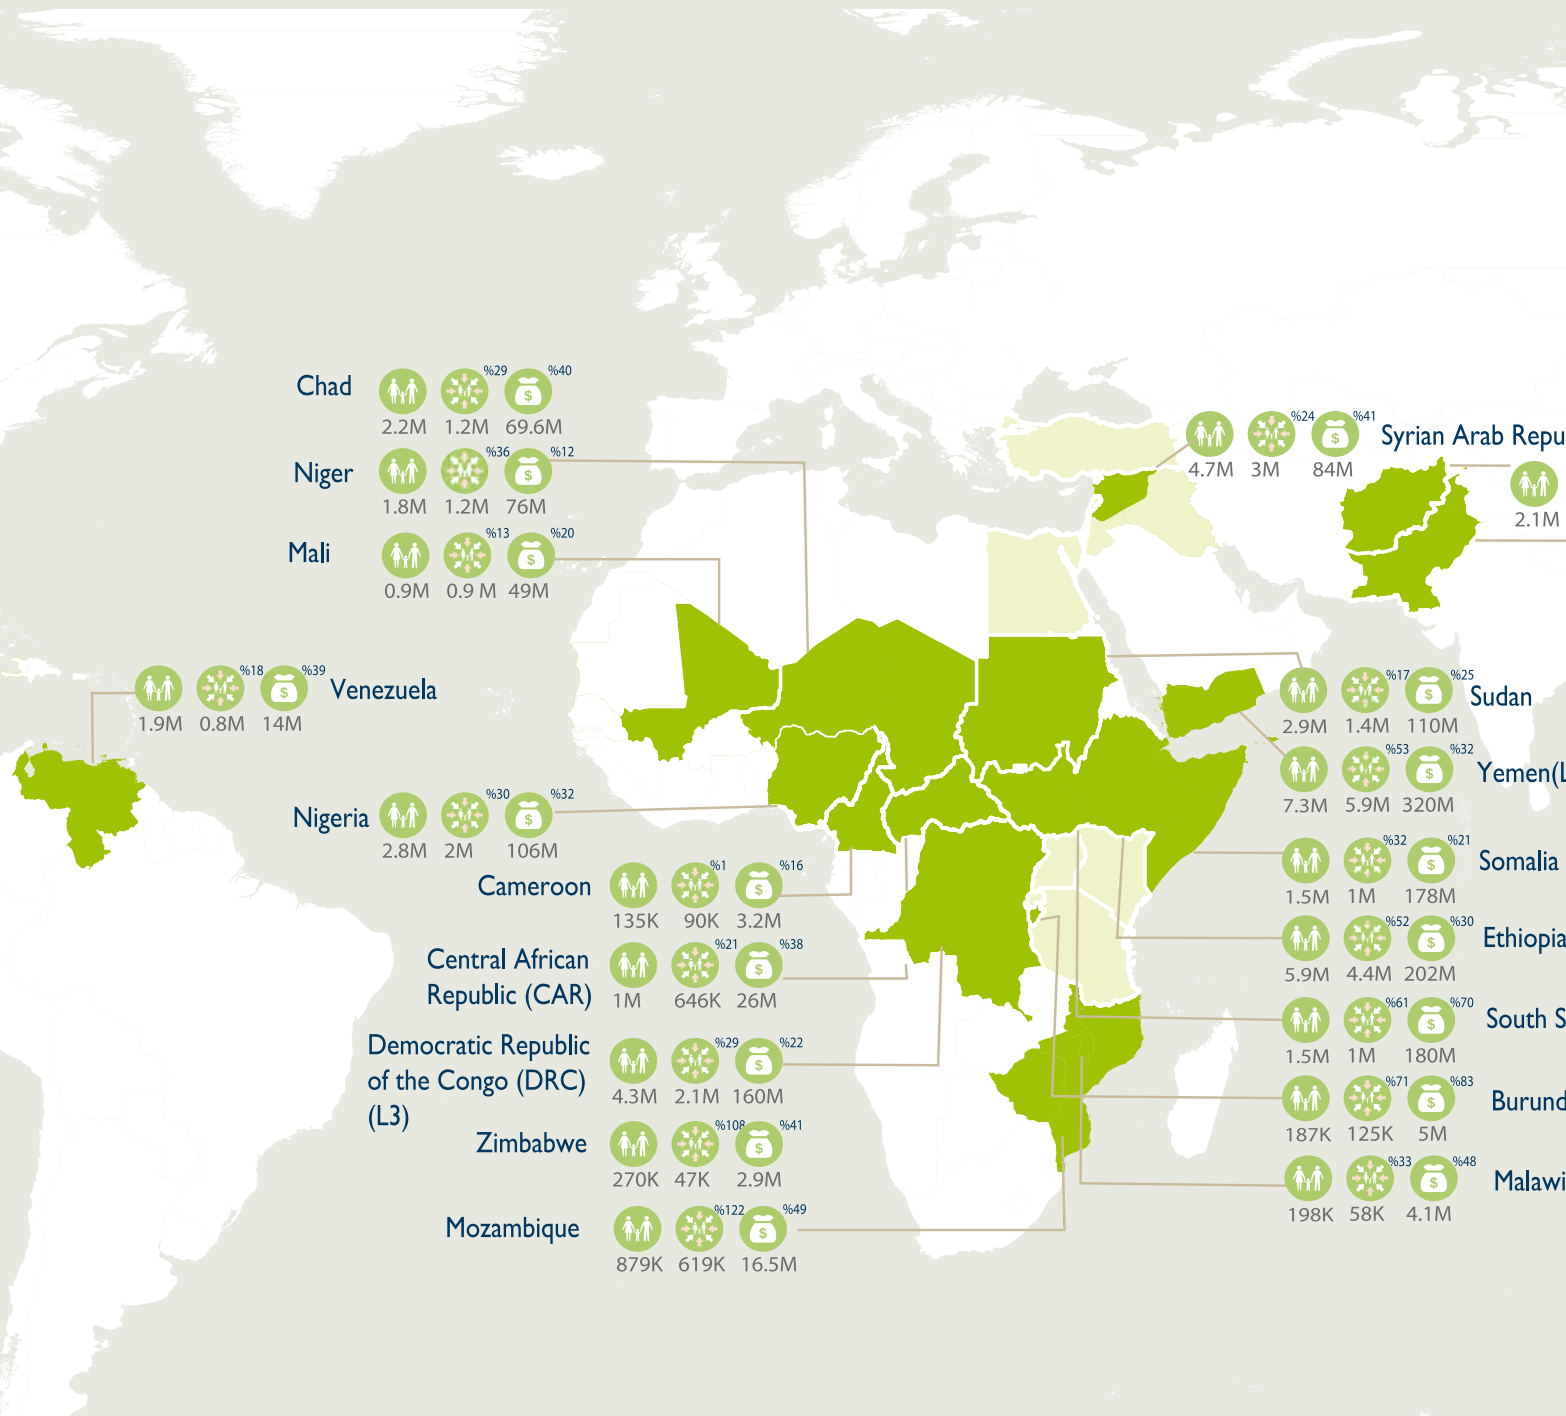 Chad %29 %40
2.2M 1.2M 69.6M
Niger %36 %12
1.8M 1.2M 76M
Mali %13 %20
0.9M 0.9 M 49M
%18 %39 Venezuela
1.9M 0.8M 14M
Nigeria %30 %32
2.8M 2M 106M
Cameroon %1 %16
135K 90K 3.2M
Central African %21 %38
Republic (CAR) 1M 646K 26M
Democratic Republic %29 %22
of the Congo (DRC) 4.3M 2.1M 160M
(L3)
Zimbabwe %108 %41
270K 47K 2.9M
Mozambique %122 %49
879K 619K 16.5M
%24 %41 Syrian Arab Repu
4.7M 3M 84M
2.1M
%17 %25 Sudan
2.9M 1.4M 110M
%53 %32 Yemen(L
7.3M 5.9M 320M
%32 %21 Somalia
1.5M 1M 178M
%52 %30 Ethiopia
5.9M 4.4M 202M
%61 %70 South S
1.5M 1M 180M
%71 %83 Burund
187K 125K 5M
%33 %48 Malawi
198K 58K 4.1M